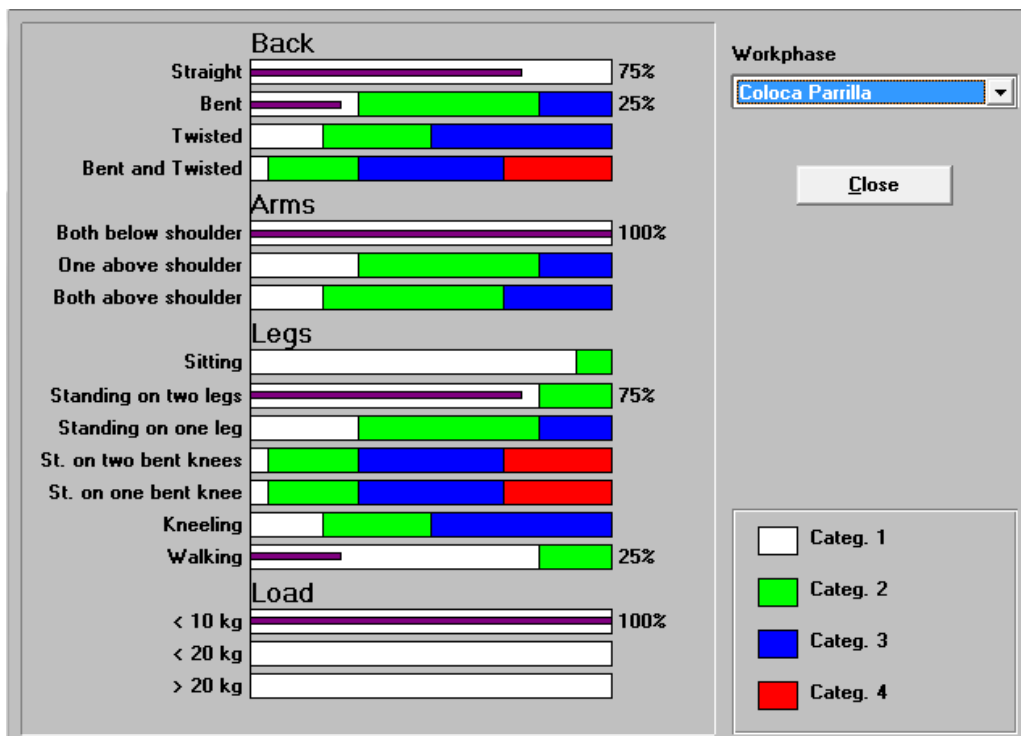 Back
Straight 75%
Bent 25%
Twisted
Bent and Twisted
Arms
Both below shoulder 100%
One above shoulder
Both above shoulder
Legs
Sitting
Standing on two legs 75%
Standing on one leg
St. on two bent knees
St. on one bent knee
Kneeling
Walking 25%
Load
< 10 kg 100%
< 20 kg
> 20 kg
Workphase
Coloca Parrilla
Close
Categ. 1
Categ. 2
Categ. 3
Categ. 4